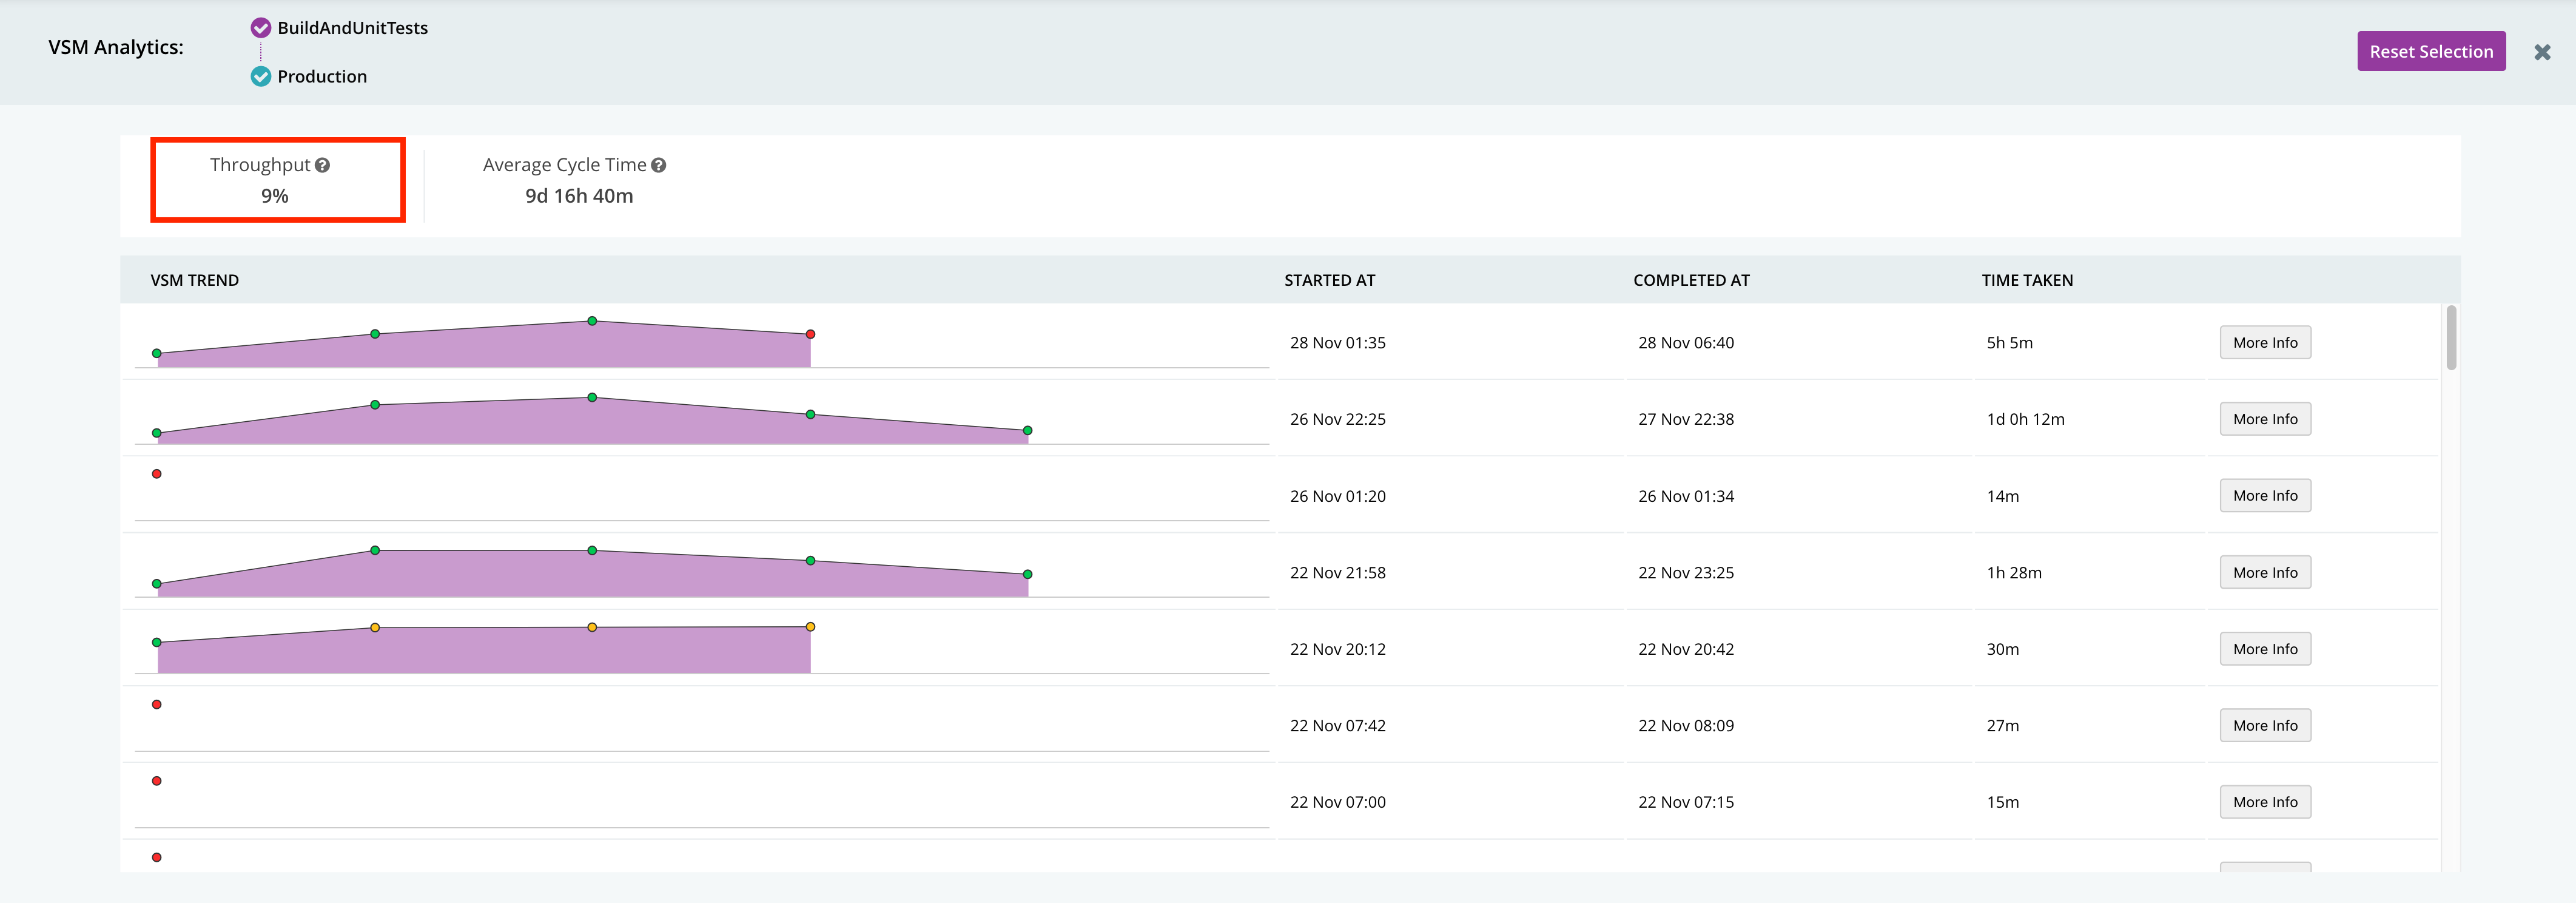 VSM Analytics:
BuildAndUnitTests
Production
Reset Selection
Throughput
9%
Average Cycle Time
9d 16h 40m
VSM TREND STARTED AT COMPLETED AT TIME TAKEN
28 Nov 01:35 28 Nov 06:40 5h 5m More Info
26 Nov 22:25 27 Nov 22:38 1d 0h 12m More Info
26 Nov 01:20 26 Nov 01:34 14m More Info
22 Nov 21:58 22 Nov 23:25 1h 28m More Info
22 Nov 20:12 22 Nov 20:42 30m More Info
22 Nov 07:42 22 Nov 08:09 27m More Info
22 Nov 07:00 22 Nov 07:15 15m More Info